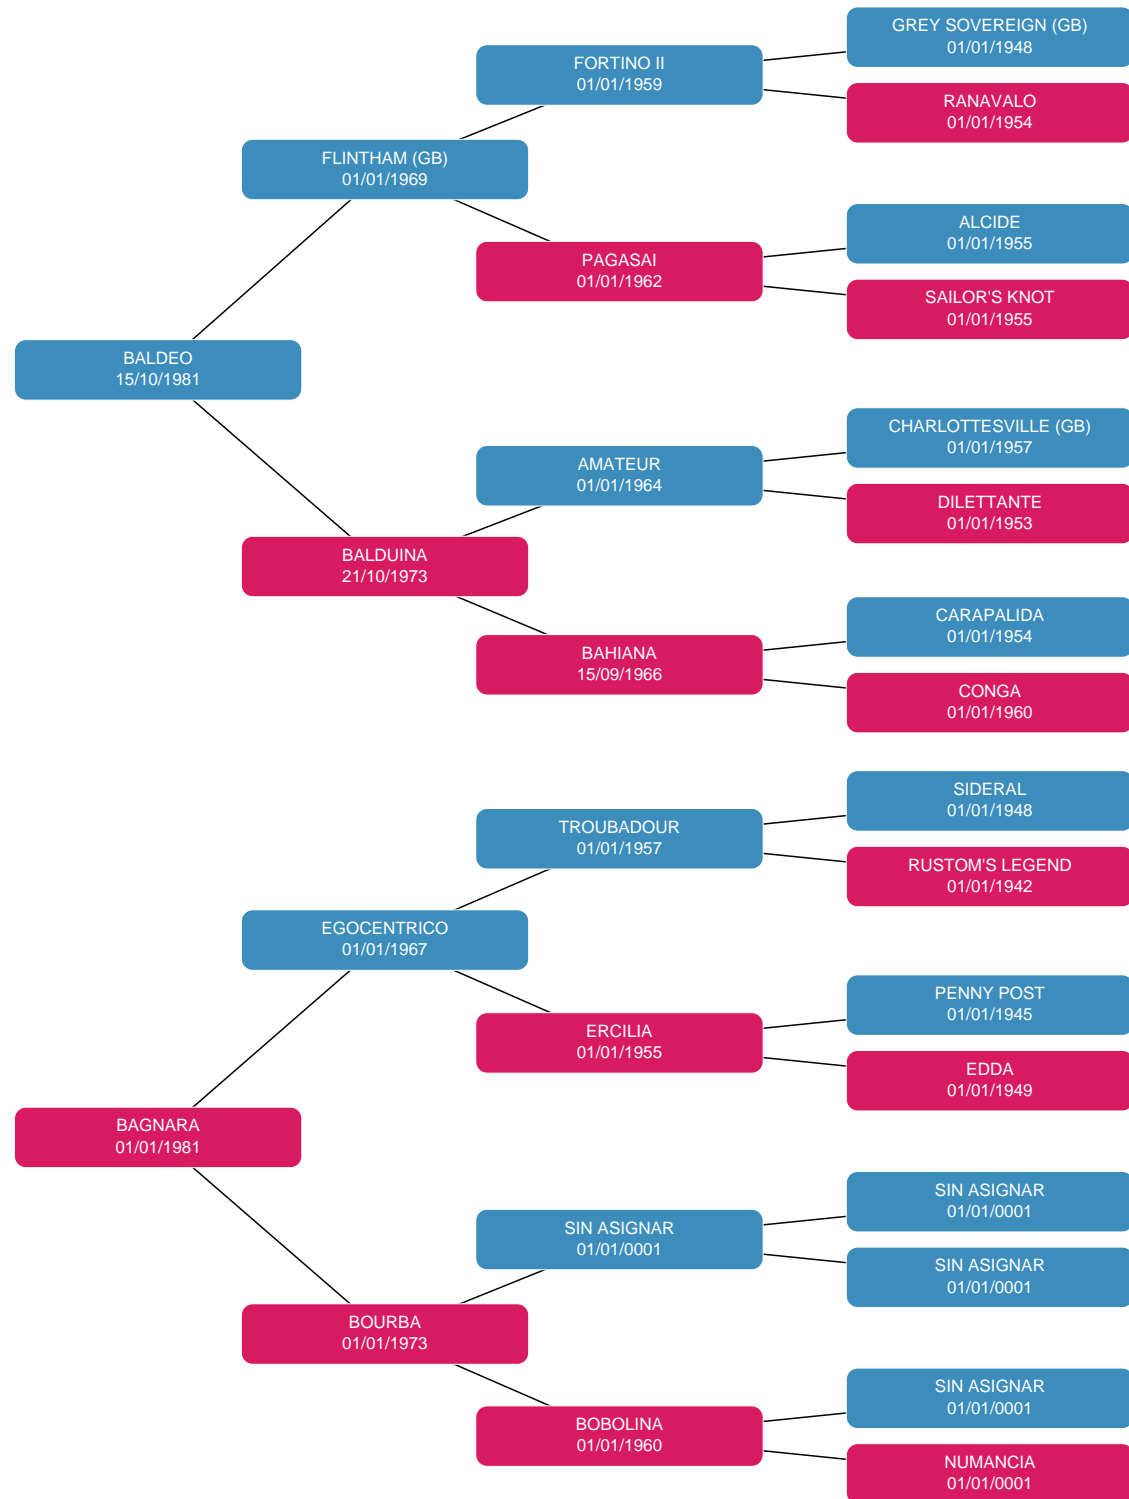 GREY SOVEREIGN (GB)
01/01/1948
FORTINO II
01/01/1959
RANAVALO
01/01/1954
FLINTHAM (GB)
01/01/1969
ALCIDE
01/01/1955
PAGASAI
01/01/1962
SAILOR'S KNOT
01/01/1955
BALDEO
15/10/1981
CHARLOTTESVILLE (GB)
01/01/1957
AMATEUR
01/01/1964
DILETTANTE
01/01/1953
BALDUINA
21/10/1973
CARAPALIDA
01/01/1954
BAHIANA
15/09/1966
CONGA
01/01/1960
SIDERAL
01/01/1948
TROUBADOUR
01/01/1957
RUSTOM'S LEGEND
01/01/1942
EGOCENTRICO
01/01/1967
PENNY POST
01/01/1945
ERCILIA
01/01/1955
EDDA
01/01/1949
BAGNARA
01/01/1981
SIN ASIGNAR
01/01/0001
SIN ASIGNAR
01/01/0001
SIN ASIGNAR
01/01/0001
BOURBA
01/01/1973
SIN ASIGNAR
01/01/0001
BOBOLINA
01/01/1960
NUMANCIA
01/01/0001